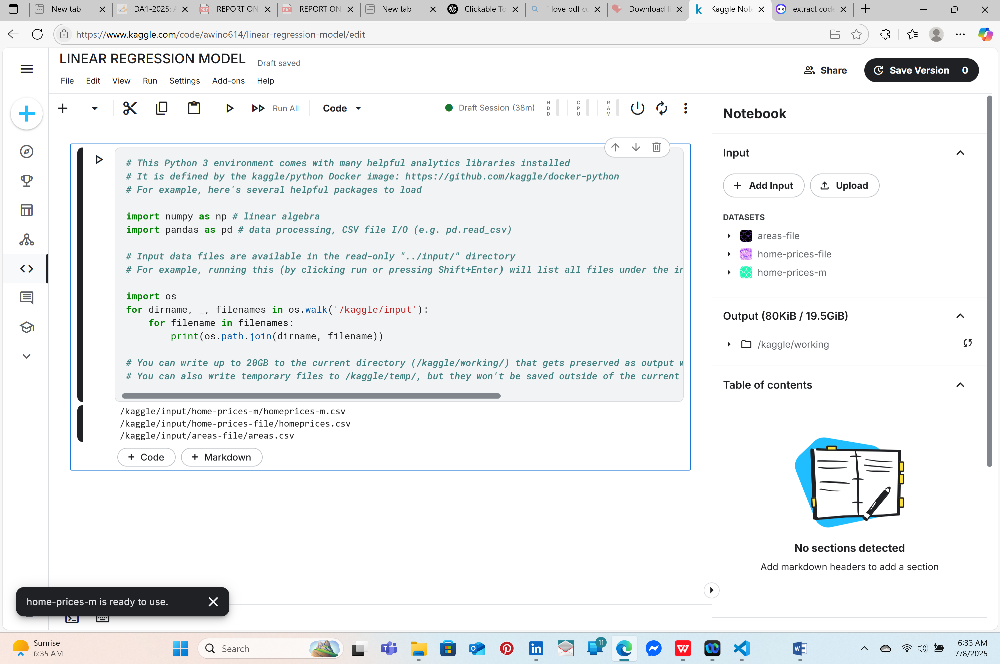 New tab
DA1-2025:
REPORT ON
REPORT ON
New tab
Clickable To
i love pdf co
Download f
Kaggle Note
extract code
https://www.kaggle.com/code/awino614/linear-regression-model/edit
LINEAR REGRESSION MODEL
Draft saved
File Edit View Run Settings Add-ons Help
Share
Save Version 0
Run All
Code
Draft Session (38m)
HDD
CPU
RAM
# This Python 3 environment comes with many helpful analytics libraries installed
# It is defined by the kaggle/python Docker image: https://github.com/kaggle/docker-python
# For example, here's several helpful packages to load
import numpy as np # linear algebra
import pandas as pd # data processing, CSV file I/O (e.g. pd.read_csv)
# Input data files are available in the read-only "../input/" directory
# For example, running this (by clicking run or pressing Shift+Enter) will list all files under the in
import os
for dirname, _, filenames in os.walk('/kaggle/input'):
for filename in filenames:
print(os.path.join(dirname, filename))
# You can write up to 20GB to the current directory (/kaggle/working/) that gets preserved as output w
# You can also write temporary files to /kaggle/temp/, but they won't be saved outside of the current
/kaggle/input/home-prices-m/homeprices-m.csv
/kaggle/input/home-prices-file/homeprices.csv
/kaggle/input/areas-file/areas.csv
+ Code
+ Markdown
Notebook
Input
+ Add Input
Upload
DATASETS
areas-file
home-prices-file
home-prices-m
Output (80KiB / 19.5GiB)
/kaggle/working
Table of contents
No sections detected
Add markdown headers to add a section
home-prices-m is ready to use.
Sunrise
6:35 AM
Search
11
6:33 AM
7/8/2025